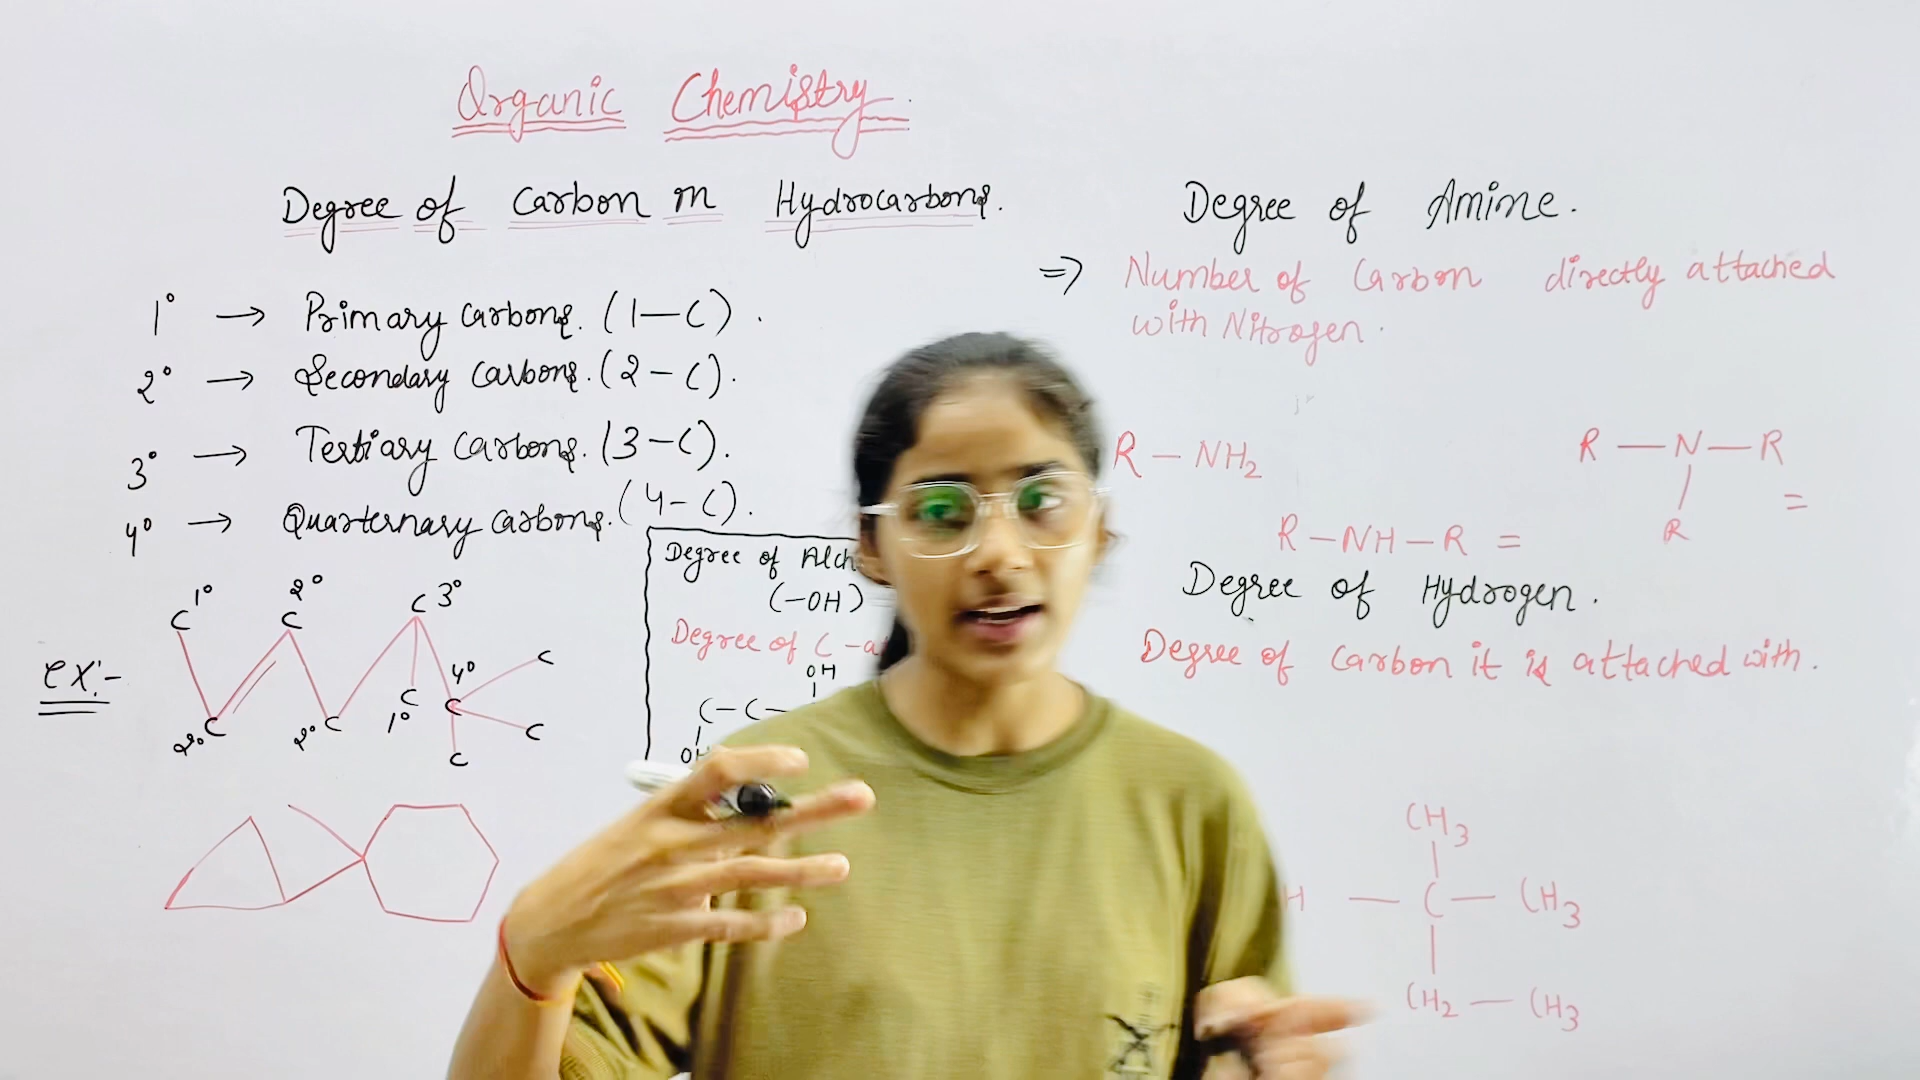 Organic Chemistry.
Degree of Carbon in Hydrocarbons.
1° → Primary Carbons. (1-C).
2° → Secondary Carbons. (2-C).
3° → Tertiary Carbons. (3-C).
4° → Quarternary Carbons. (4-C).
ex:-
C 1° C 2° C 3°
4° C
C 1° C
2° C 2° C C
C
Degree of Alch
(-OH)
Degree of C-a
OH
C-C-
OH
Degree of Amine.
⇒ Number of Carbon directly attached
with Nitrogen.
R-NH2
R-N-R
R =
R-NH-R =
Degree of Hydrogen.
Degree of Carbon it is attached with.
CH3
H-C-CH3
CH2-CH3